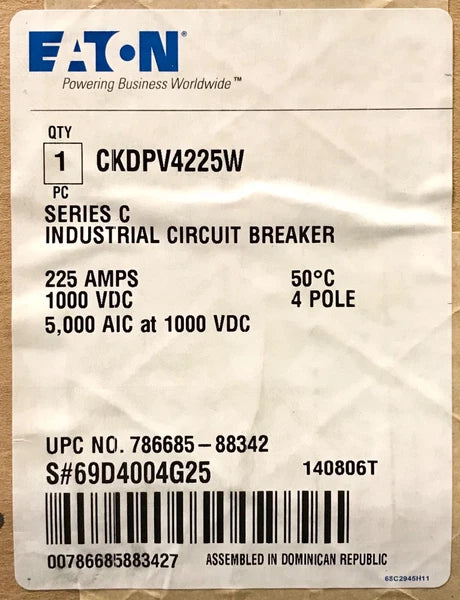 EATON®
Powering Business Worldwide™
QTY
1 CKDPV4225W
PC
SERIES C
INDUSTRIAL CIRCUIT BREAKER
225 AMPS 50°C
1000 VDC 4 POLE
5,000 AIC at 1000 VDC
UPC NO. 786685-88342
S#69D4004G25 140806T
00786685883427 ASSEMBLED IN DOMINICAN REPUBLIC
68C2945H11